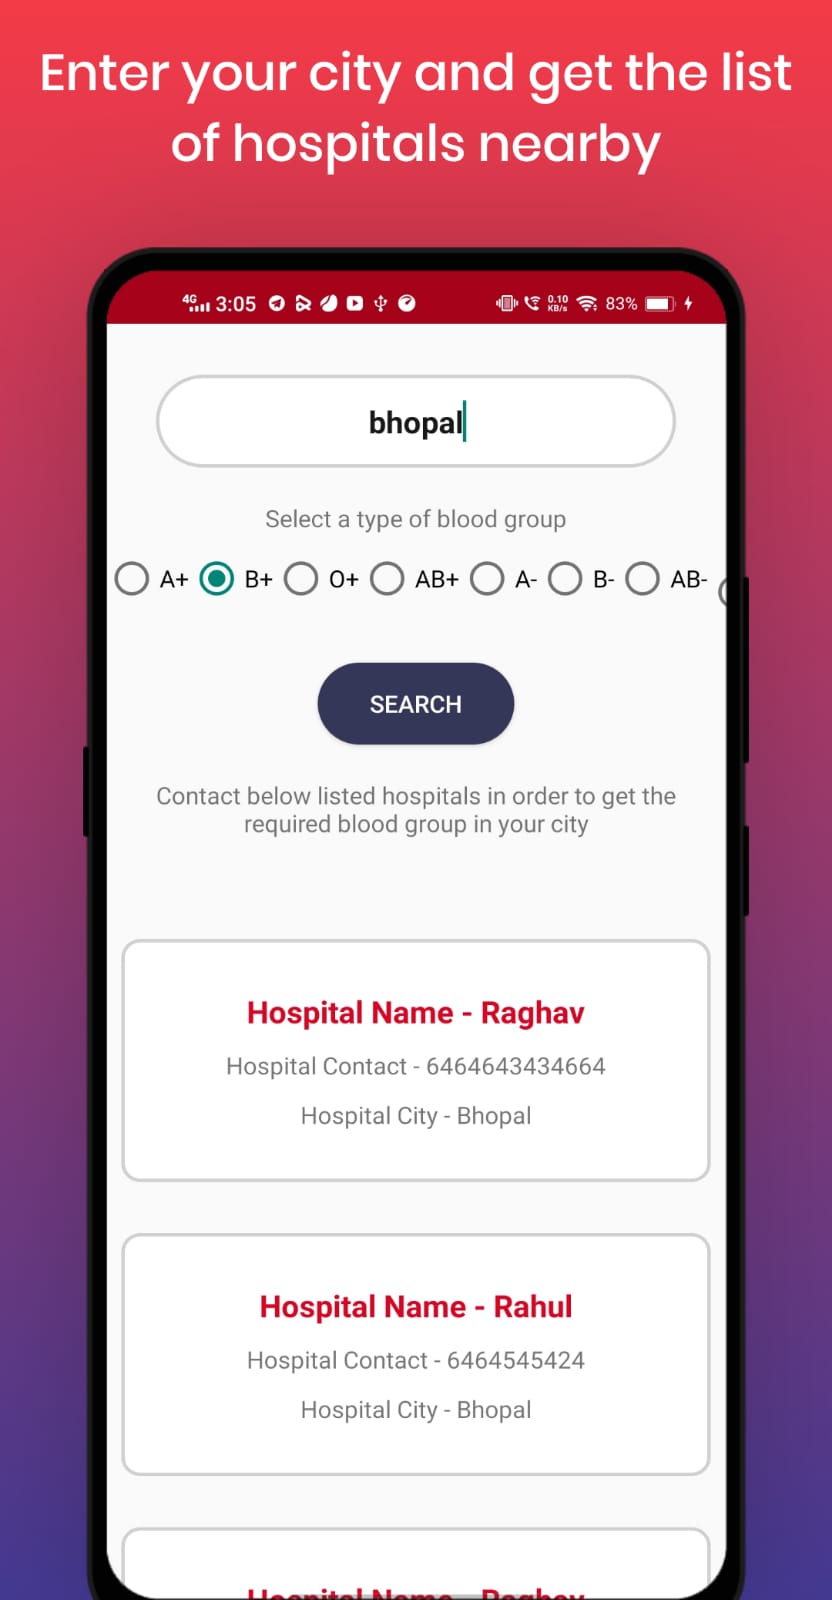 Enter your city and get the list
of hospitals nearby
4G 3:05 0.10 KB/s 83%
bhopal
Select a type of blood group
A+ B+ O+ AB+ A- B- AB-
SEARCH
Contact below listed hospitals in order to get the
required blood group in your city
Hospital Name - Raghav
Hospital Contact - 6464643434664
Hospital City - Bhopal
Hospital Name - Rahul
Hospital Contact - 6464545424
Hospital City - Bhopal
Hospital Name - Raghav